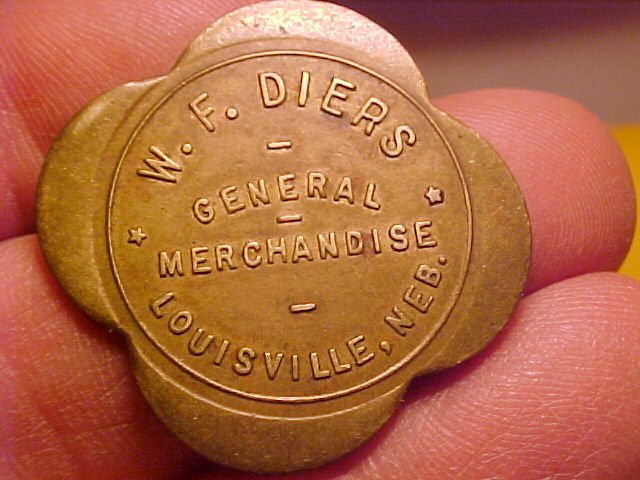 W. F. DIERS
GENERAL
MERCHANDISE
LOUISVILLE, NEB.